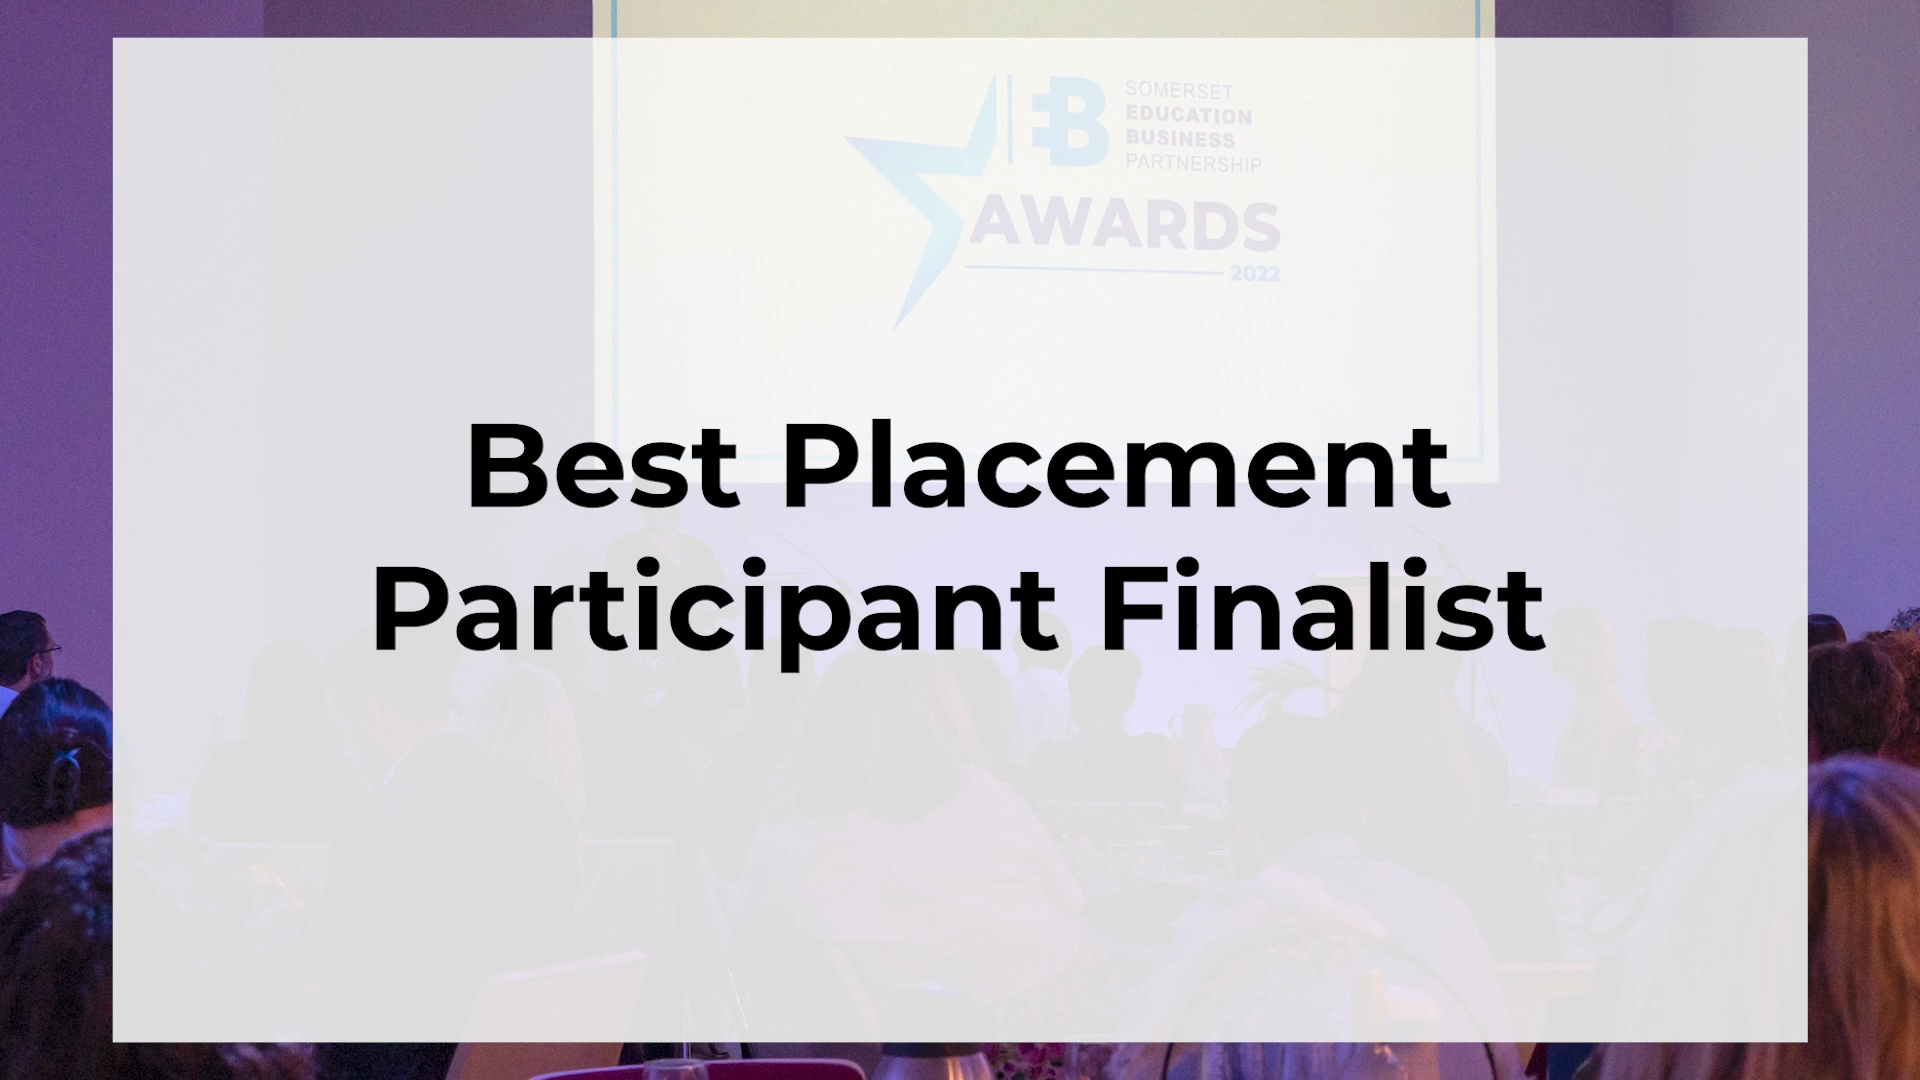 SOMERSET
EDUCATION
BUSINESS
PARTNERSHIP
AWARDS
2022
Best Placement
Participant Finalist